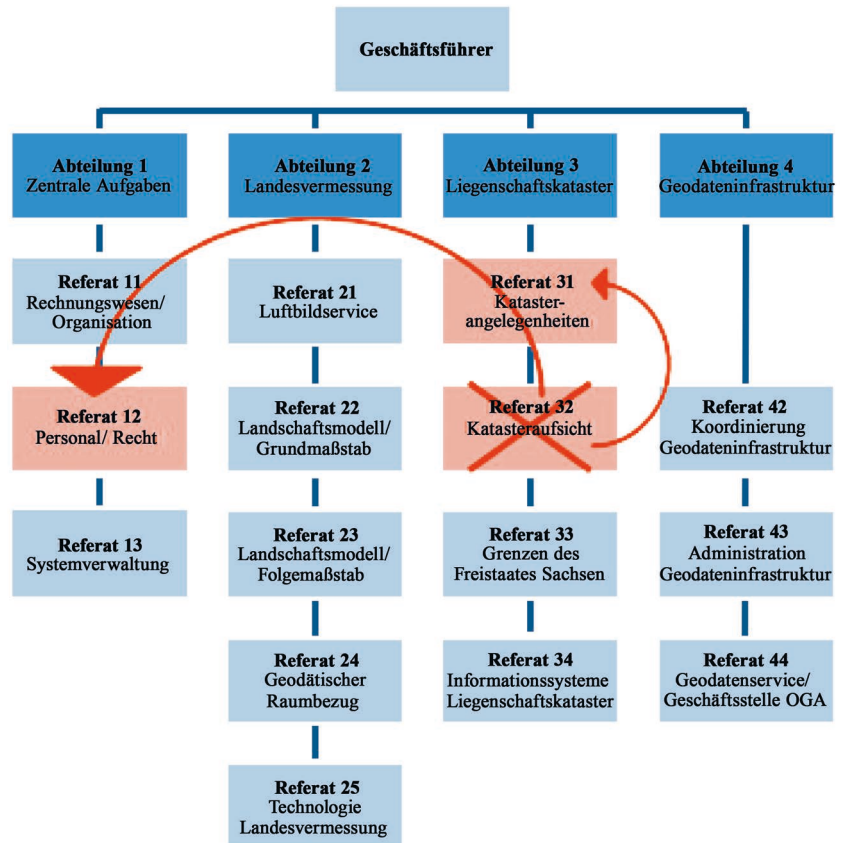 Geschäftsführer
Abteilung 1
Zentrale Aufgaben
Abteilung 2
Landesvermessung
Abteilung 3
Liegenschaftskataster
Abteilung 4
Geodateninfrastruktur
Referat 11
Rechnungswesen/
Organisation
Referat 12
Personal/ Recht
Referat 13
Systemverwaltung
Referat 21
Luftbildservice
Referat 22
Landschaftsmodell/
Grundmaßstab
Referat 23
Landschaftsmodell/
Folgemaßstab
Referat 24
Geodätischer
Raumbezug
Referat 25
Technologie
Landesvermessung
Referat 31
Kataster-
angelegenheiten
Referat 32
Katasteraufsicht
Referat 33
Grenzen des
Freistaates Sachsen
Referat 34
Informationssysteme
Liegenschaftskataster
Referat 42
Koordinierung
Geodateninfrastruktur
Referat 43
Administration
Geodateninfrastruktur
Referat 44
Geodatenservice/
Geschäftsstelle OGA